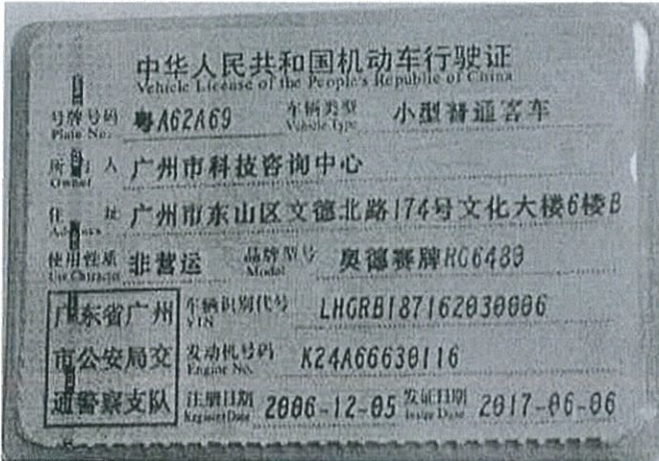 中华人民共和国机动车行驶证
Vehicle License of the People's Republic of China
号牌号码 粤A62A69 车辆类型 小型普通客车
Plate No. Vehicle Type
所 人 广州市科技咨询中心
Owner
住 址 广州市东山区文德北路174号文化大楼6楼B
Address
使用性质 非营运 品牌型号 奥德赛牌HG6480
Use Character Model
广东省广州 车辆识别代号 LHGRB187162030006
VIN
市公安局交 发动机号码 K24A66630116
Engine No.
通警察支队 注册日期 2006-12-05 发证日期 2017-06-06
Register Date Issue Date